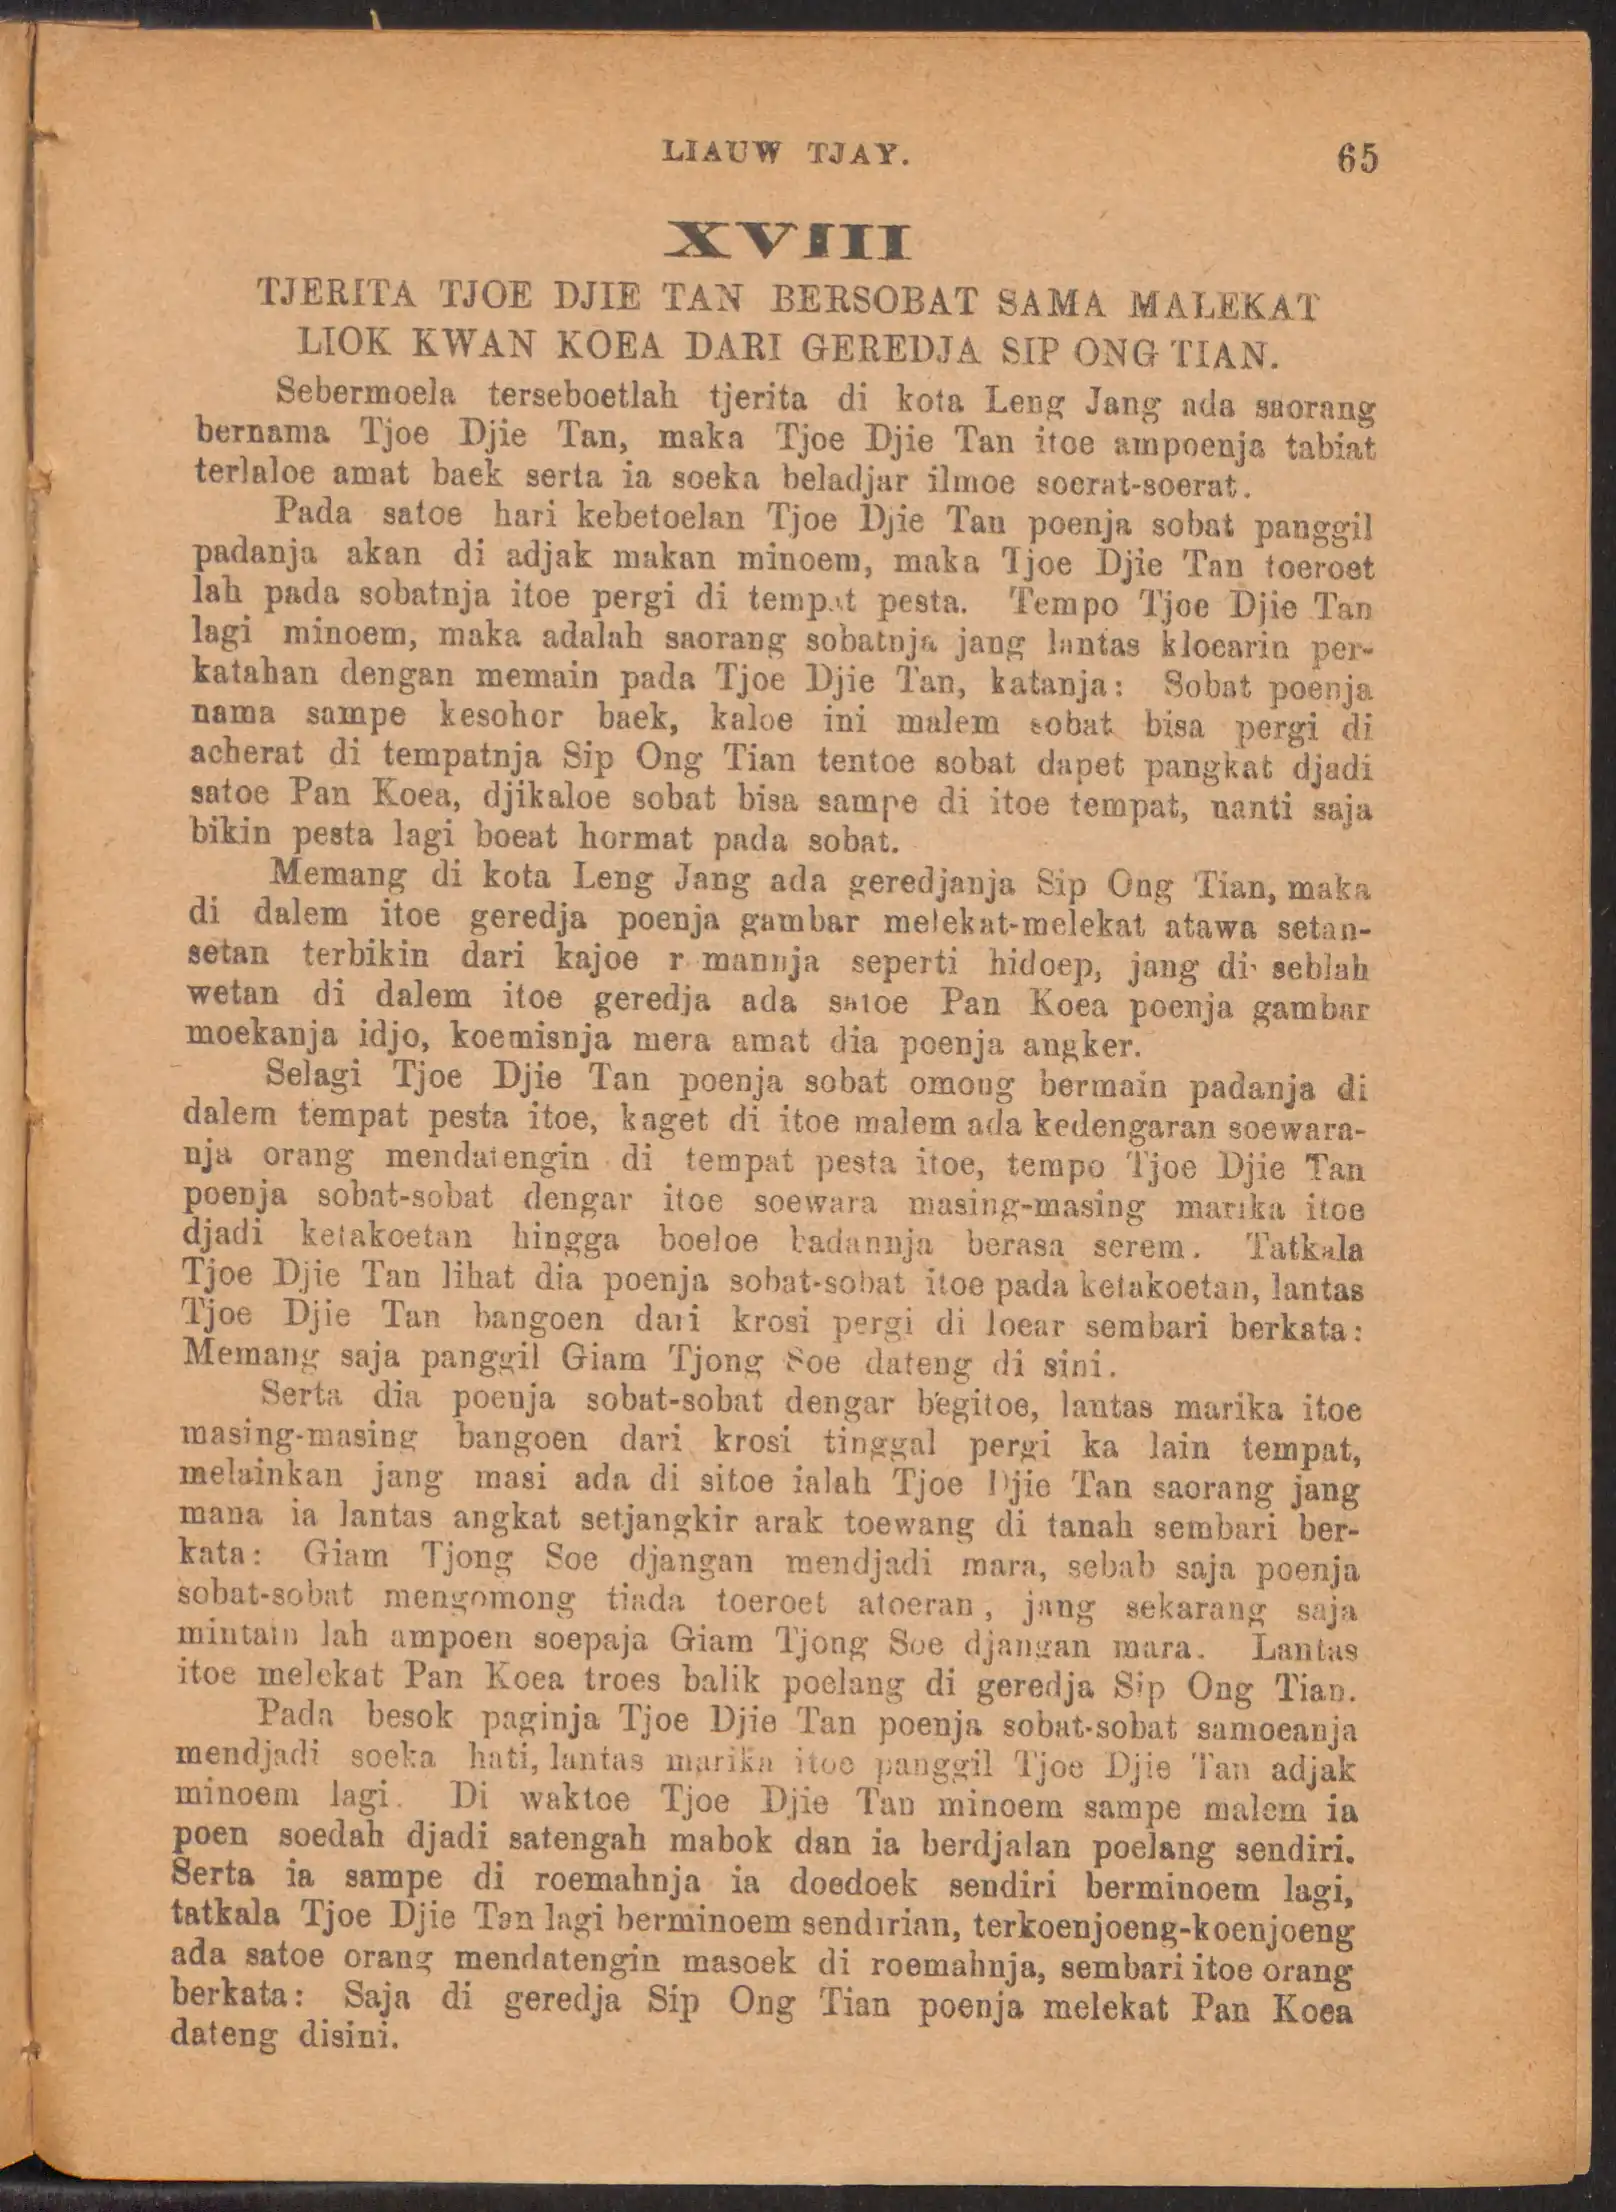 LIAUW TJAY. 65
XVIII
TJERITA TJOE DJIE TAN BERSOBAT SAMA MALEKAT
LIOK KWAN KOEA DARI GEREDJA SIP ONG TIAN.
Sebermoela terseboetlah tjerita di kota Leng Jang ada saorang
bernama Tjoe Djie Tan, maka Tjoe Djie Tan itoe ampoenja tabiat
terlaloe amat baek serta ia soeka beladjar ilmoe soerat-soerat.
Pada satoe hari kebetoelan Tjoe Djie Tan poenja sobat panggil
padanja akan di adjak makan minoem, maka Tjoe Djie Tan toeroet
lah pada sobatnja itoe pergi di tempat pesta. Tempo Tjoe Djie Tan
lagi minoem, maka adalah saorang sobatnja jang lantas kloearin per-
katahan dengan memain pada Tjoe Djie Tan, katanja: Sobat poenja
nama sampe kesohor baek, kaloe ini malem sobat bisa pergi di
acherat di tempatnja Sip Ong Tian tentoe sobat dapet pangkat djadi
satoe Pan Koea, djikaloe sobat bisa sampe di itoe tempat, nanti saja
bikin pesta lagi boeat hormat pada sobat.
Memang di kota Leng Jang ada geredjanja Sip Ong Tian, maka
di dalem itoe geredja poenja gambar melekat-melekat atawa setan-
setan terbikin dari kajoe r mannja seperti hidoep, jang di seblah
wetan di dalem itoe geredja ada satoe Pan Koea poenja gambar
moekanja idjo, koemisnja mera amat dia poenja angker.
Selagi Tjoe Djie Tan poenja sobat omong bermain padanja di
dalem tempat pesta itoe, kaget di itoe malem ada kedengaran soewara-
nja orang mendatengin di tempat pesta itoe, tempo Tjoe Djie Tan
poenja sobat-sobat dengar itoe soewara masing-masing marika itoe
djadi ketakoetan hingga boeloe badannja berasa serem. Tatkala
Tjoe Djie Tan lihat dia poenja sobat-sobat itoe pada ketakoetan, lantas
Tjoe Djie Tan bangoen dari krosi pergi di loear sembari berkata:
Memang saja panggil Giam Tjong Soe dateng di sini.
Serta dia poenja sobat-sobat dengar begitoe, lantas marika itoe
masing-masing bangoen dari krosi tinggal pergi ka lain tempat,
melainkan jang masi ada di sitoe ialah Tjoe Djie Tan saorang jang
mana ia lantas angkat setjangkir arak toewang di tanah sembari ber-
kata: Giam Tjong Soe djangan mendjadi mara, sebab saja poenja
sobat-sobat mengomong tiada toeroet atoeran, jang sekarang saja
mintain lah ampoen soepaja Giam Tjong Soe djangan mara. Lantas
itoe melekat Pan Koea troes balik poelang di geredja Sip Ong Tian.
Pada besok paginja Tjoe Djie Tan poenja sobat-sobat samoeanja
mendjadi soeka hati, lantas marika itoe panggil Tjoe Djie Tan adjak
minoem lagi. Di waktoe Tjoe Djie Tan minoem sampe malem ia
poen soedah djadi satengah mabok dan ia berdjalan poelang sendiri.
Serta ia sampe di roemahnja ia doedoek sendiri berminoem lagi,
tatkala Tjoe Djie Tan lagi berminoem sendirian, terkoenjoeng-koenjoeng
ada satoe orang mendatengin masoek di roemahnja, sembari itoe orang
berkata: Saja di geredja Sip Ong Tian poenja melekat Pan Koea
dateng disini.